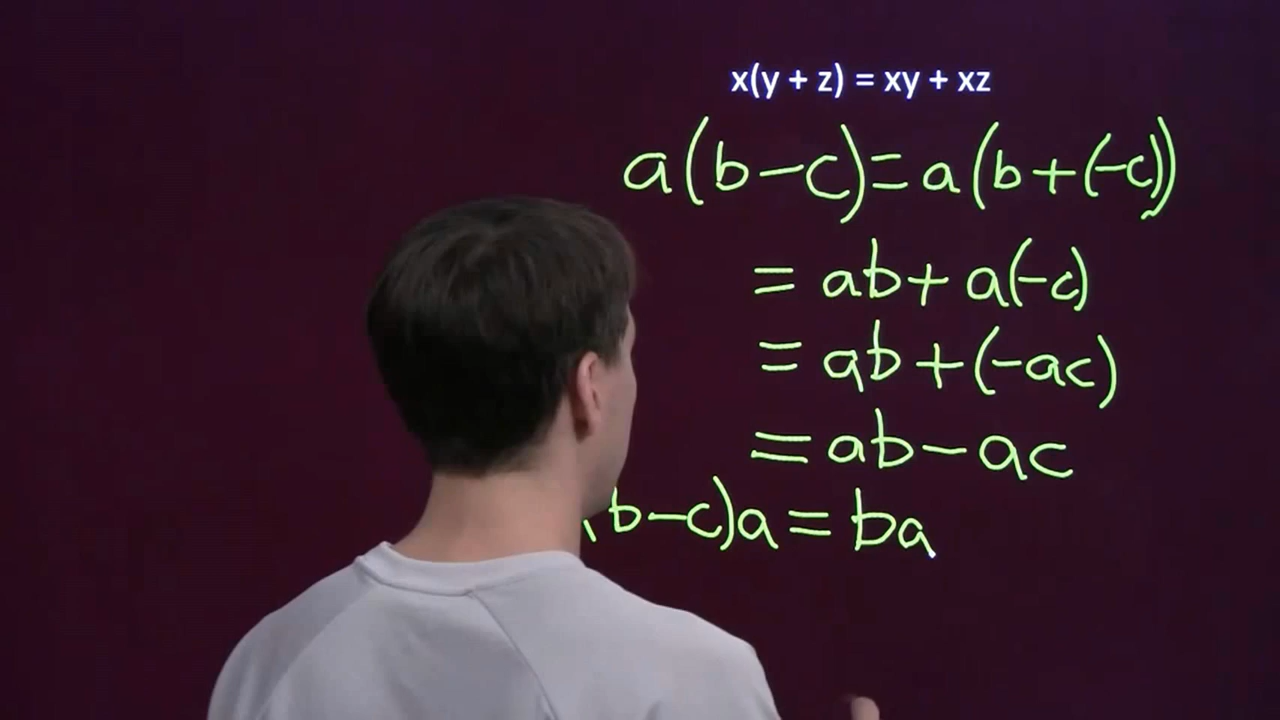 x(y + z) = xy + xz
a(b-c)=a(b+(-c))
= ab+a(-c)
= ab+(-ac)
= ab-ac
(b-c)a=ba